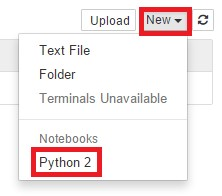 Upload New
Text File
Folder
Terminals Unavailable
Notebooks
Python 2